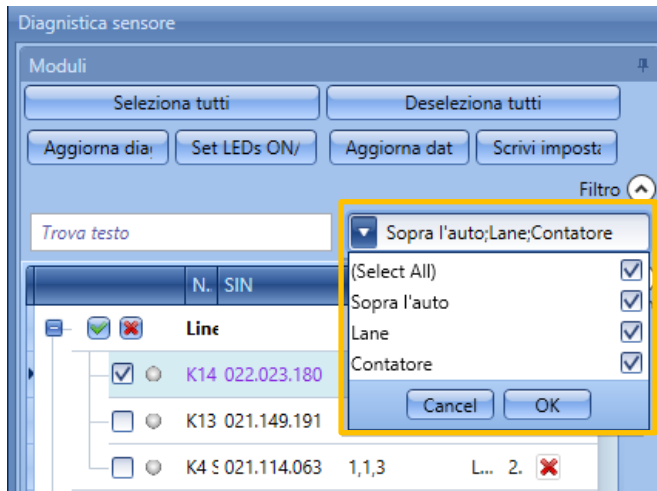 Diagnistica sensore
Moduli
Seleziona tutti
Deseleziona tutti
Aggiorna dia
Set LEDs ON/
Aggiorna dat
Scrivi imposta
Filtro
Trova testo
Sopra l'auto;Lane;Contatore
(Select All)
Sopra l'auto
Lane
Contatore
Cancel
OK
N.. SIN
Line
K14 022.023.180
K13 021.149.191
K4 S 021.114.063 1,1,3 L... 2.